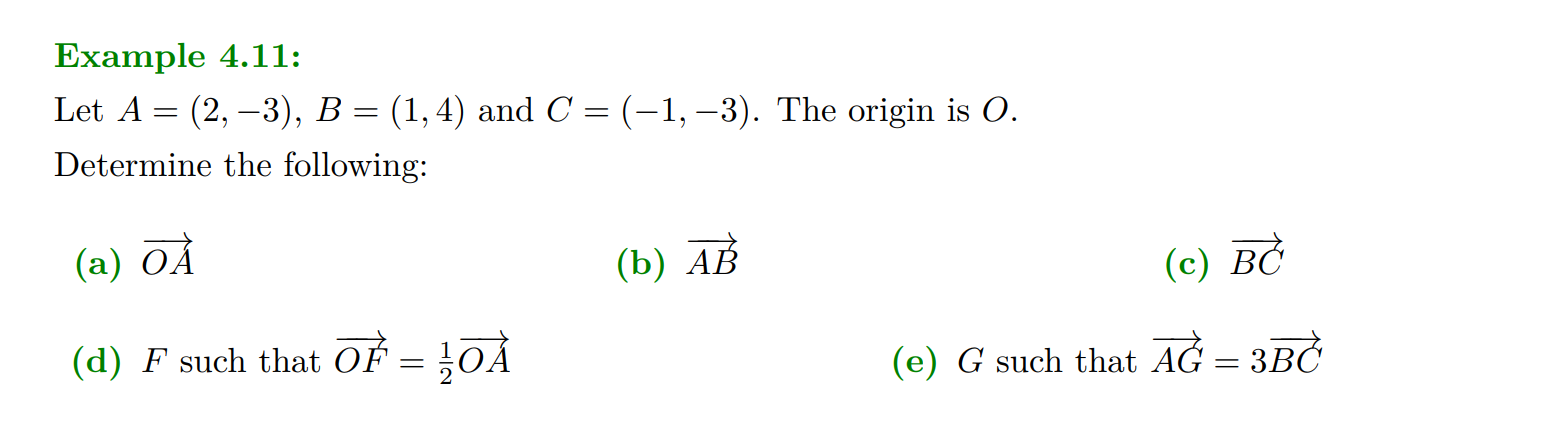 Example 4.11:
Let A = (2, −3), B = (1, 4) and C = (−1, −3). The origin is O.
Determine the following:
(a) $\overrightarrow{OA}$ (b) $\overrightarrow{AB}$ (c) $\overrightarrow{BC}$
(d) F such that $\overrightarrow{OF} = \frac{1}{2}\overrightarrow{OA}$ (e) G such that $\overrightarrow{AG} = 3\overrightarrow{BC}$